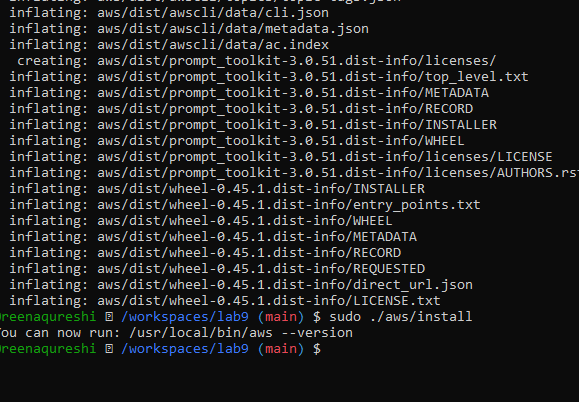 inflating: aws/dist/awscli/data/cli.json
inflating: aws/dist/awscli/data/metadata.json
inflating: aws/dist/awscli/data/ac.index
creating: aws/dist/prompt_toolkit-3.0.51.dist-info/licenses/
inflating: aws/dist/prompt_toolkit-3.0.51.dist-info/top_level.txt
inflating: aws/dist/prompt_toolkit-3.0.51.dist-info/METADATA
inflating: aws/dist/prompt_toolkit-3.0.51.dist-info/RECORD
inflating: aws/dist/prompt_toolkit-3.0.51.dist-info/INSTALLER
inflating: aws/dist/prompt_toolkit-3.0.51.dist-info/WHEEL
inflating: aws/dist/prompt_toolkit-3.0.51.dist-info/licenses/LICENSE
inflating: aws/dist/prompt_toolkit-3.0.51.dist-info/licenses/AUTHORS.rst
inflating: aws/dist/wheel-0.45.1.dist-info/INSTALLER
inflating: aws/dist/wheel-0.45.1.dist-info/entry_points.txt
inflating: aws/dist/wheel-0.45.1.dist-info/WHEEL
inflating: aws/dist/wheel-0.45.1.dist-info/METADATA
inflating: aws/dist/wheel-0.45.1.dist-info/RECORD
inflating: aws/dist/wheel-0.45.1.dist-info/REQUESTED
inflating: aws/dist/wheel-0.45.1.dist-info/direct_url.json
inflating: aws/dist/wheel-0.45.1.dist-info/LICENSE.txt
@reenaqureshi /workspaces/lab9 (main) $ sudo ./aws/install
You can now run: /usr/local/bin/aws --version
@reenaqureshi /workspaces/lab9 (main) $